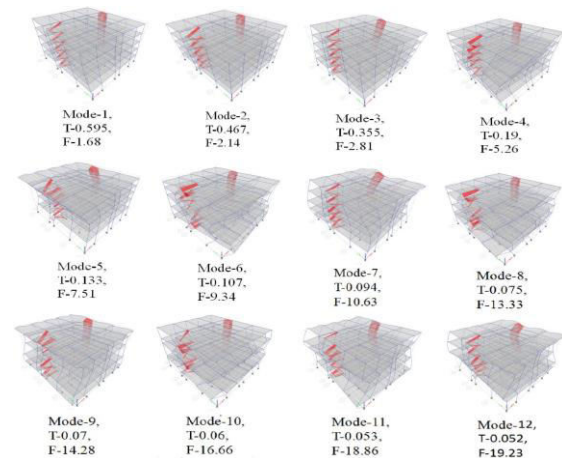 Mode-1,
T-0.595,
F-1.68
Mode-2,
T-0.467,
F-2.14
Mode-3,
T-0.355,
F-2.81
Mode-4,
T-0.19,
F-5.26
Mode-5,
T-0.133,
F-7.51
Mode-6,
T-0.107,
F-9.34
Mode-7,
T-0.094,
F-10.63
Mode-8,
T-0.075,
F-13.33
Mode-9,
T-0.07,
F-14.28
Mode-10,
T-0.06,
F-16.66
Mode-11,
T-0.053,
F-18.86
Mode-12,
T-0.052,
F-19.23